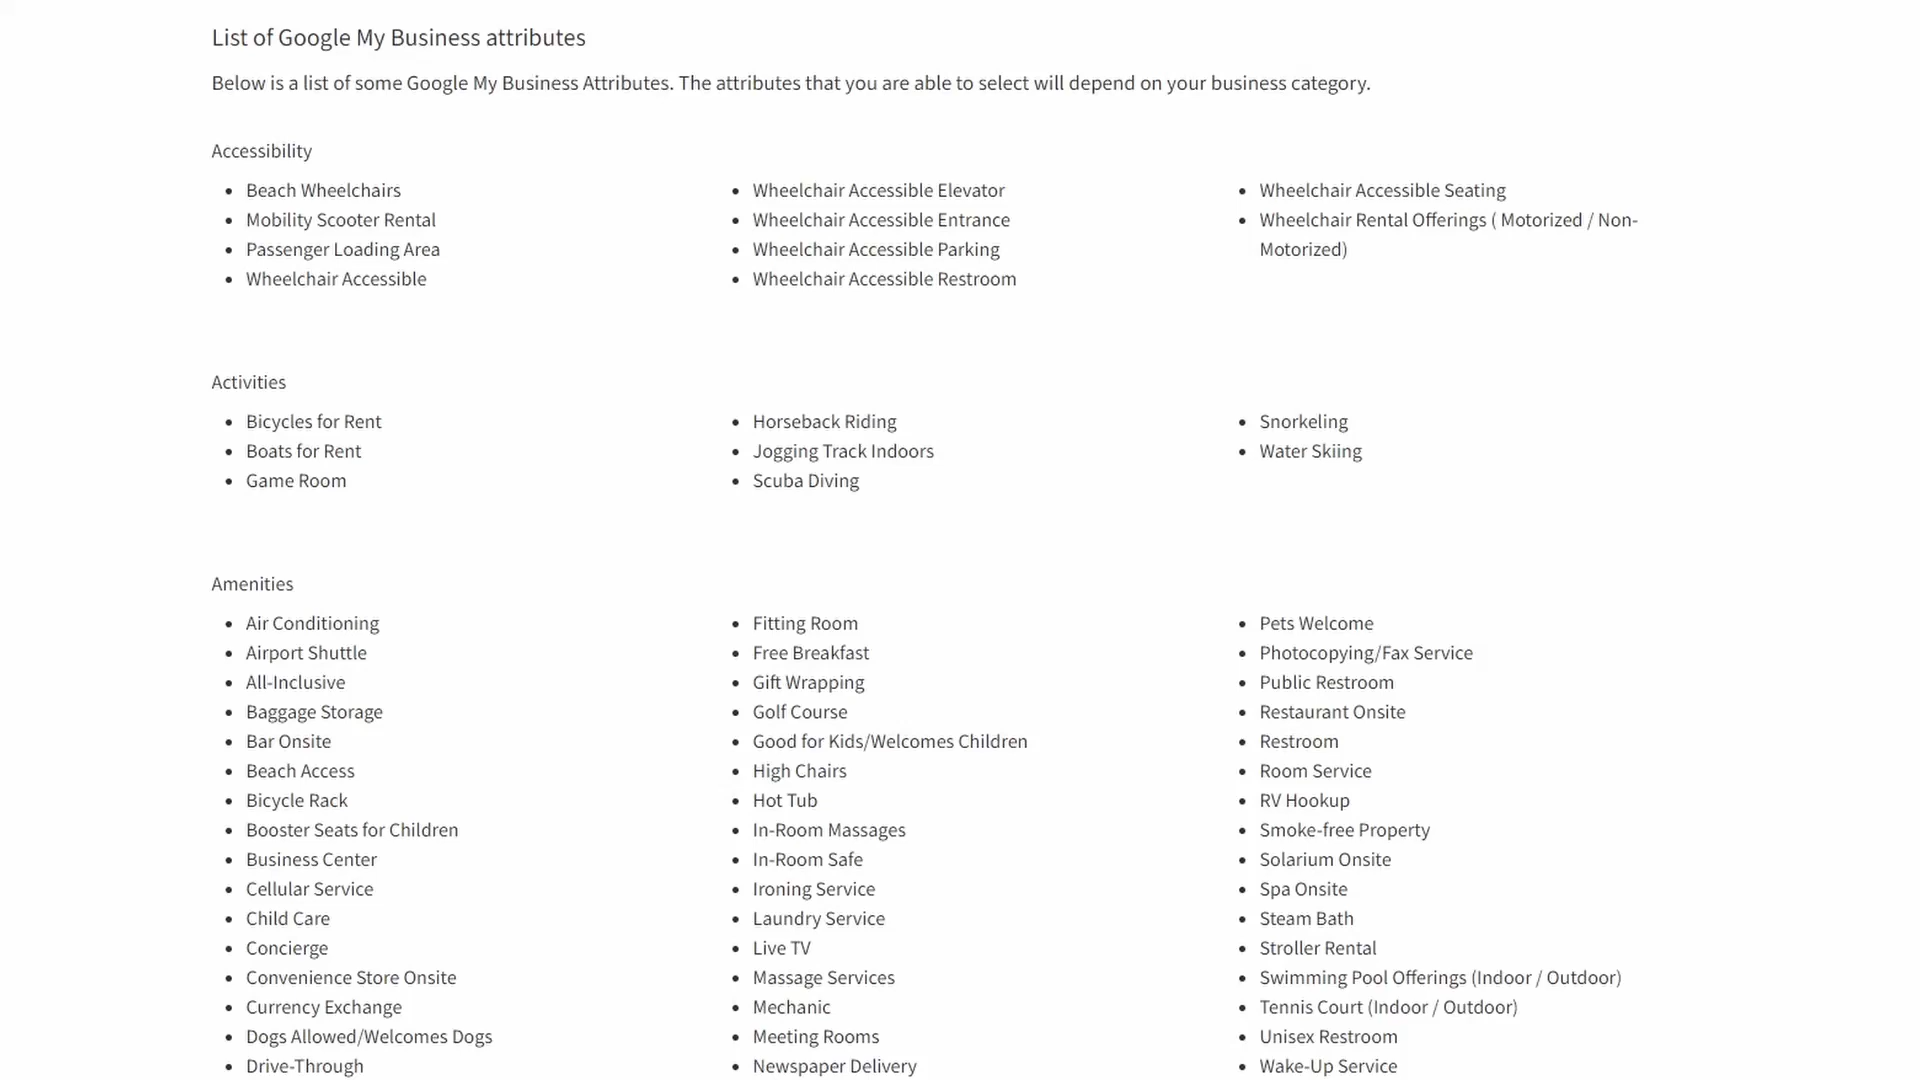 List of Google My Business attributes
Below is a list of some Google My Business Attributes. The attributes that you are able to select will depend on your business category.
Accessibility
Beach Wheelchairs
Mobility Scooter Rental
Passenger Loading Area
Wheelchair Accessible
Wheelchair Accessible Elevator
Wheelchair Accessible Entrance
Wheelchair Accessible Parking
Wheelchair Accessible Restroom
Wheelchair Accessible Seating
Wheelchair Rental Offerings ( Motorized / Non-
Motorized)
Activities
Bicycles for Rent
Boats for Rent
Game Room
Horseback Riding
Jogging Track Indoors
Scuba Diving
Snorkeling
Water Skiing
Amenities
Air Conditioning
Airport Shuttle
All-Inclusive
Baggage Storage
Bar Onsite
Beach Access
Bicycle Rack
Booster Seats for Children
Business Center
Cellular Service
Child Care
Concierge
Convenience Store Onsite
Currency Exchange
Dogs Allowed/Welcomes Dogs
Drive-Through
Fitting Room
Free Breakfast
Gift Wrapping
Golf Course
Good for Kids/Welcomes Children
High Chairs
Hot Tub
In-Room Massages
In-Room Safe
Ironing Service
Laundry Service
Live TV
Massage Services
Mechanic
Meeting Rooms
Newspaper Delivery
Pets Welcome
Photocopying/Fax Service
Public Restroom
Restaurant Onsite
Restroom
Room Service
RV Hookup
Smoke-free Property
Solarium Onsite
Spa Onsite
Steam Bath
Stroller Rental
Swimming Pool Offerings (Indoor / Outdoor)
Tennis Court (Indoor / Outdoor)
Unisex Restroom
Wake-Up Service